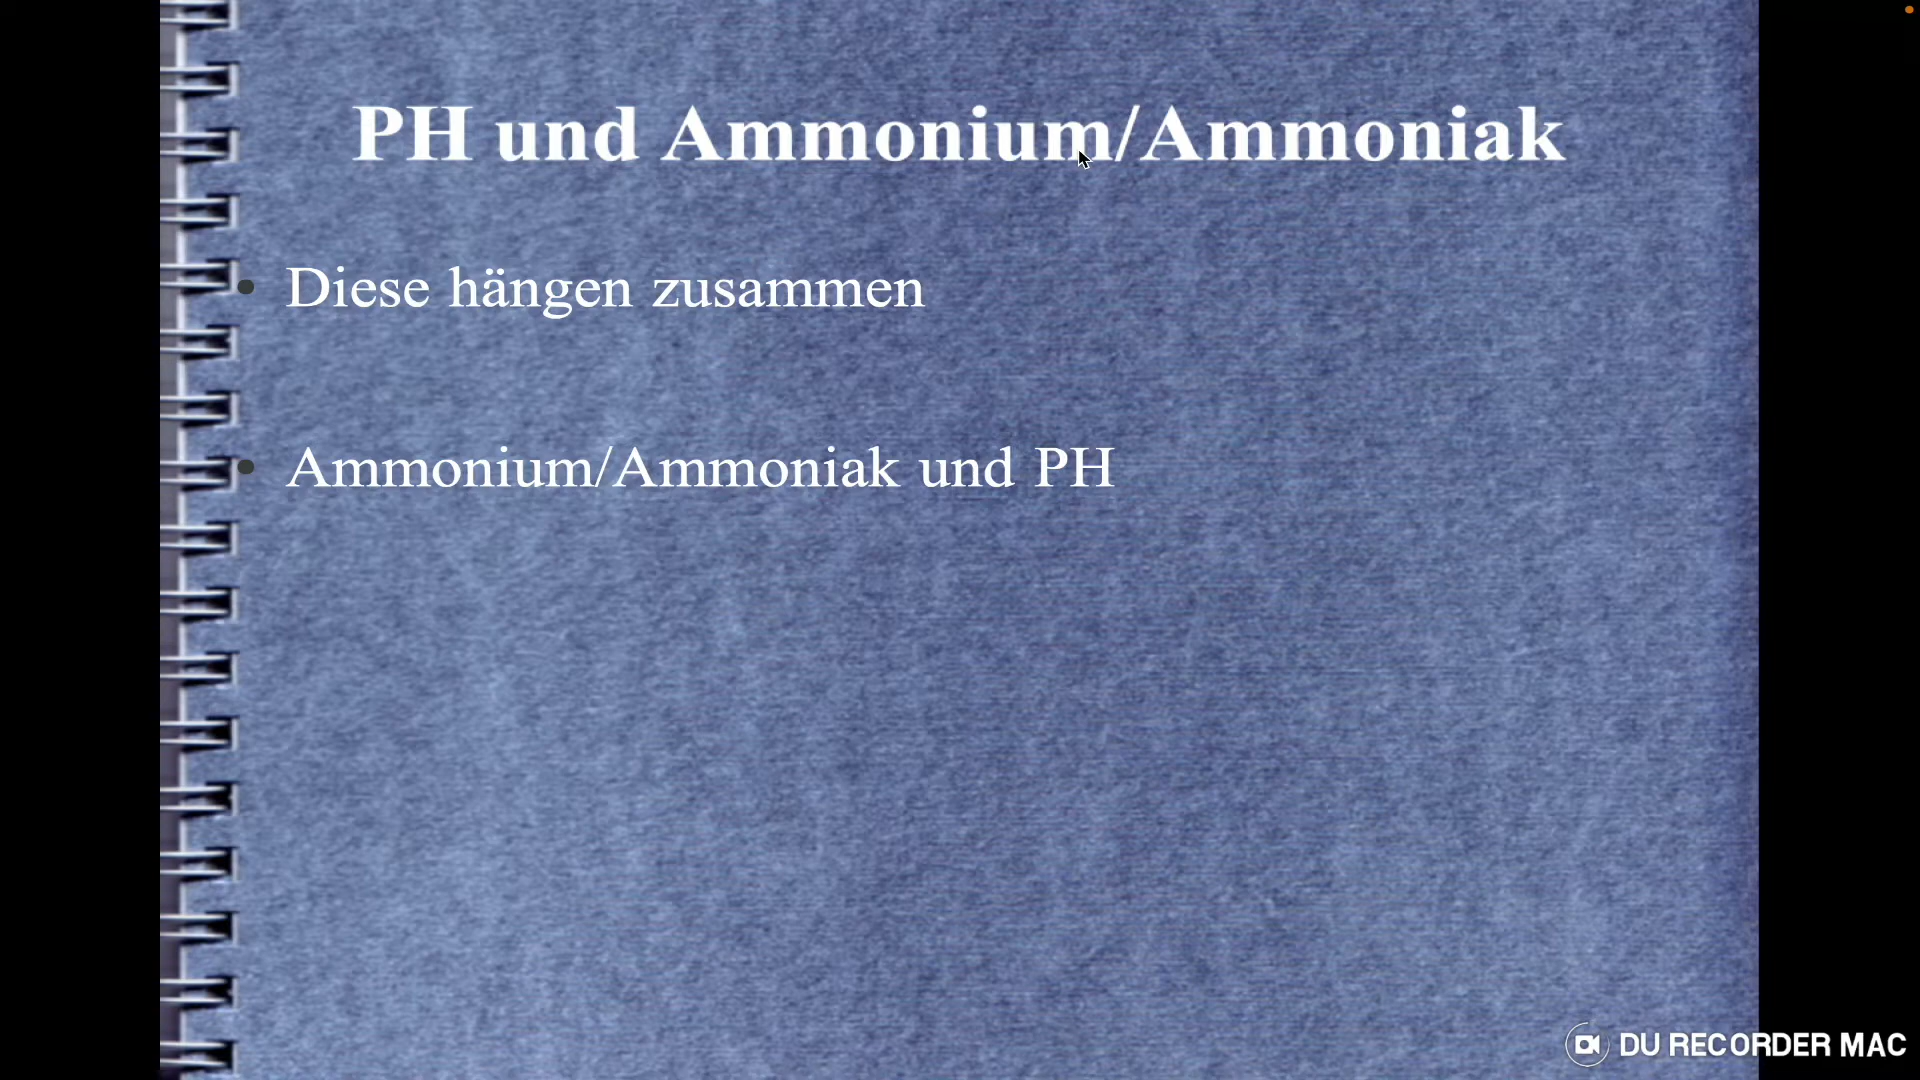 PH und Ammonium/Ammoniak
Diese hängen zusammen
Ammonium/Ammoniak und PH
DU RECORDER MAC